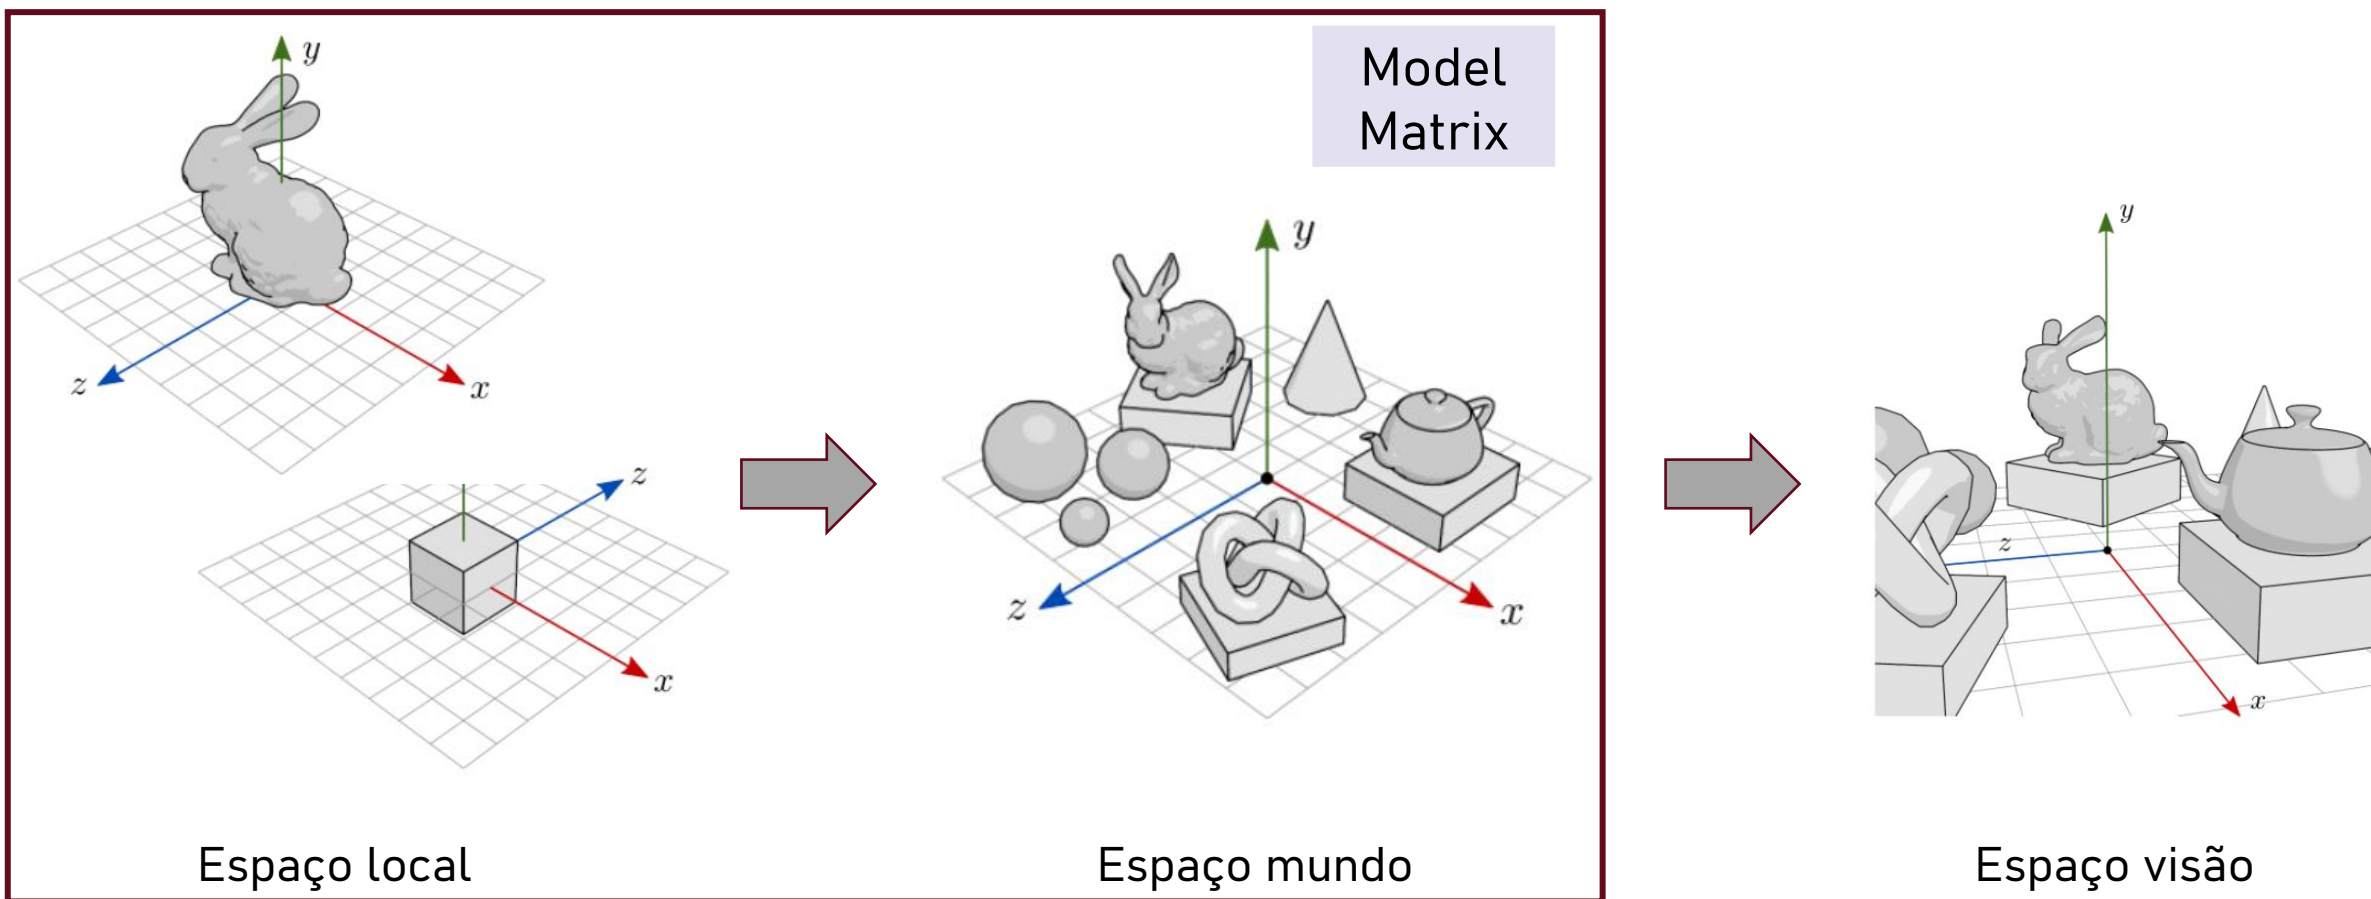 y
z
x
z
x
Model
Matrix
y
z
x
y
z
x
Espaço local
Espaço mundo
Espaço visão